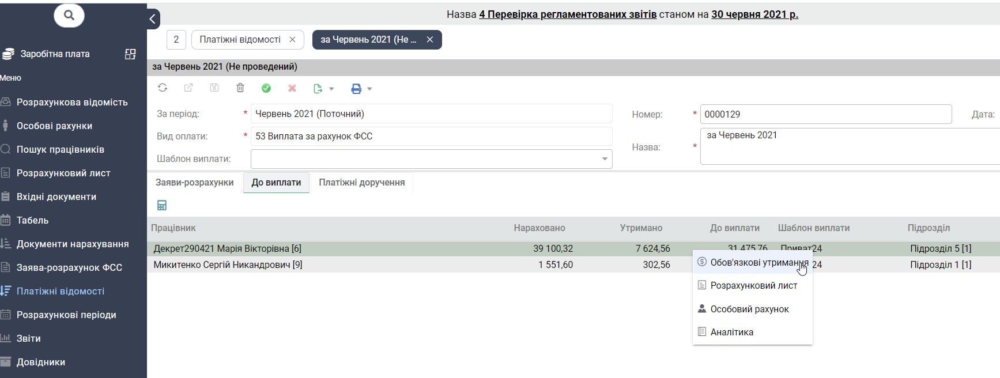 Назва 4 Перевірка регламентованих звітів станом на 30 червня 2021 р.
2 Платіжні відомості за Червень 2021 (Не ...
Заробітна плата
Меню
Розрахункова відомість
Особові рахунки
Пошук працівників
Розрахунковий лист
Вхідні документи
Табель
Документи нарахування
Заява-розрахунок ФСС
Платіжні відомості
Розрахункові періоди
Звіти
Довідники
за Червень 2021 (Не проведений)
За період: * Червень 2021 (Поточний) Номер: * 0000129 Дата:
Вид оплати: * 53 Виплата за рахунок ФСС Назва: * за Червень 2021
Шаблон виплати:
Заяви-розрахунки До виплати Платіжні доручення
Працівник Нараховано Утримано До виплати Шаблон виплати Підрозділ
Декрет290421 Марія Вікторівна [6] 39 100,32 7 624,56 31 475,76 Приват24 Підрозділ 5 [1]
Микитенко Сергій Никандрович [9] 1 551,60 302,56 24 Підрозділ 1 [1]
Обов'язкові утримання
Розрахунковий лист
Особовий рахунок
Аналітика